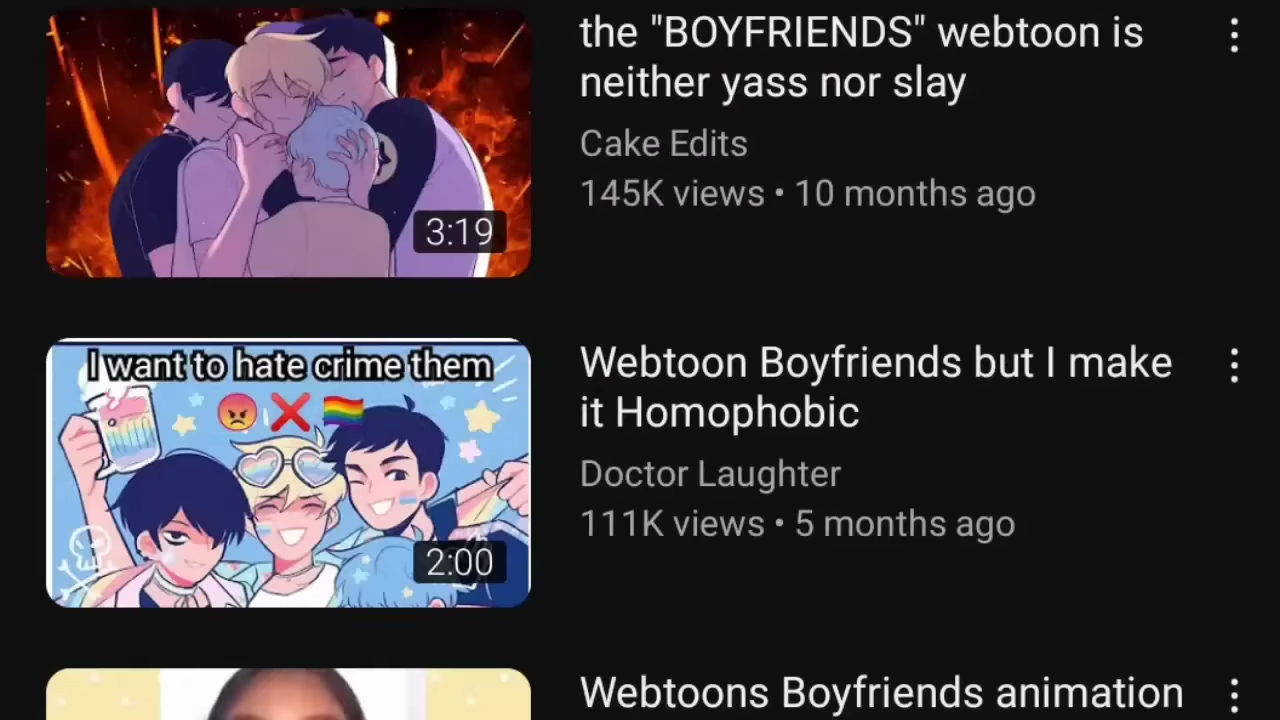 the "BOYFRIENDS" webtoon is
neither yass nor slay
Cake Edits
145K views • 10 months ago
3:19
I want to hate crime them
😡 ❌ 🏳️‍🌈
Webtoon Boyfriends but I make
it Homophobic
Doctor Laughter
111K views • 5 months ago
2:00
Webtoons Boyfriends animation